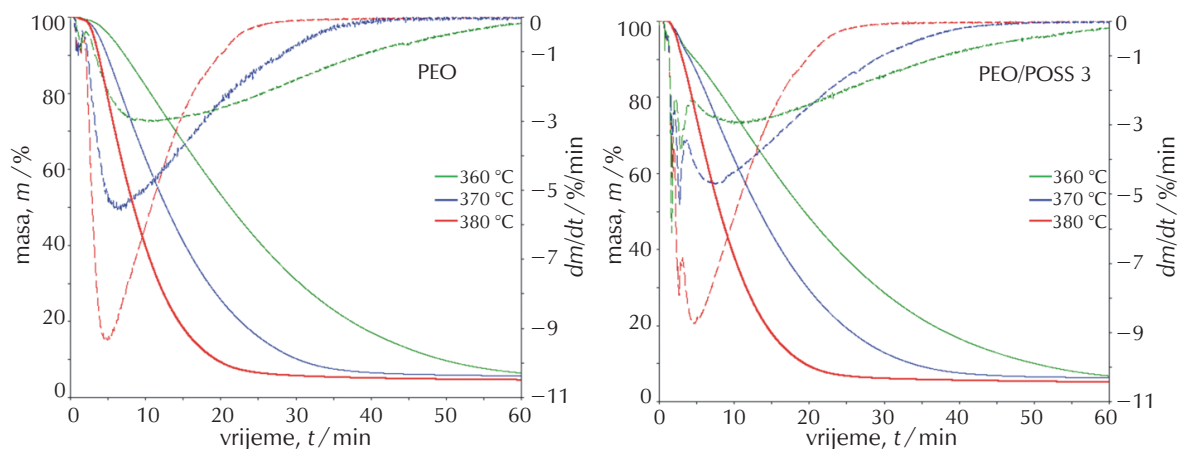 100
80
60
40
20
0
masa, m / %
0
−1
−3
−5
−7
−9
−11
dm/dt / %/min
PEO
360 °C
370 °C
380 °C
0
10
20
30
40
50
60
vrijeme, t / min
100
80
60
40
20
0
masa, m / %
0
−1
−3
−5
−7
−9
−11
dm/dt / %/min
PEO/POSS 3
360 °C
370 °C
380 °C
0
10
20
30
40
50
60
vrijeme, t / min